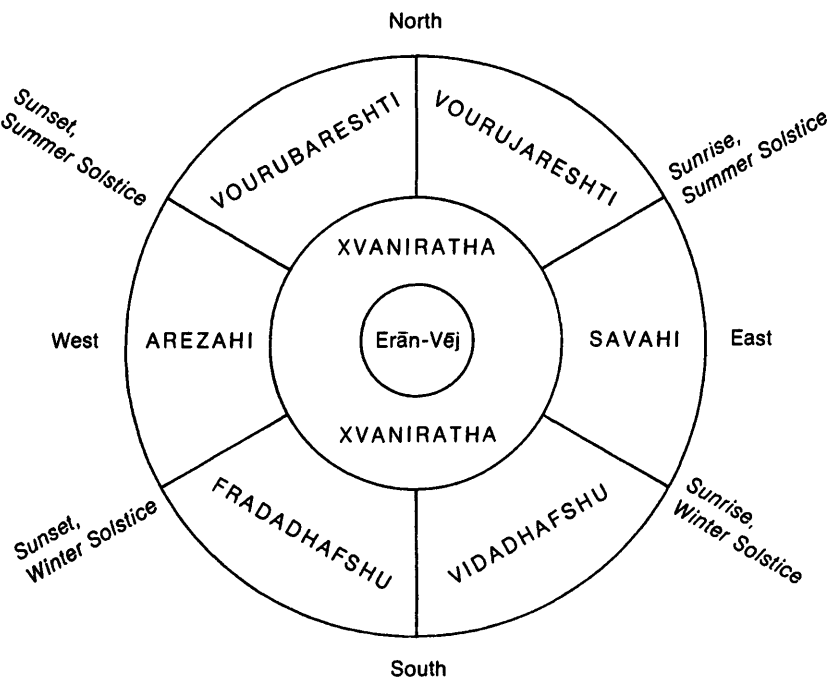 North
Sunset,
Summer Solstice
Sunrise,
Summer Solstice
VOURUBARESHTI
VOURUJARESHTI
XVANIRATHA
West
AREZAHI
Erān-Vēj
SAVAHI
East
XVANIRATHA
FRADADHAFSHU
VIDADHAFSHU
Sunset,
Winter Solstice
Sunrise,
Winter Solstice
South